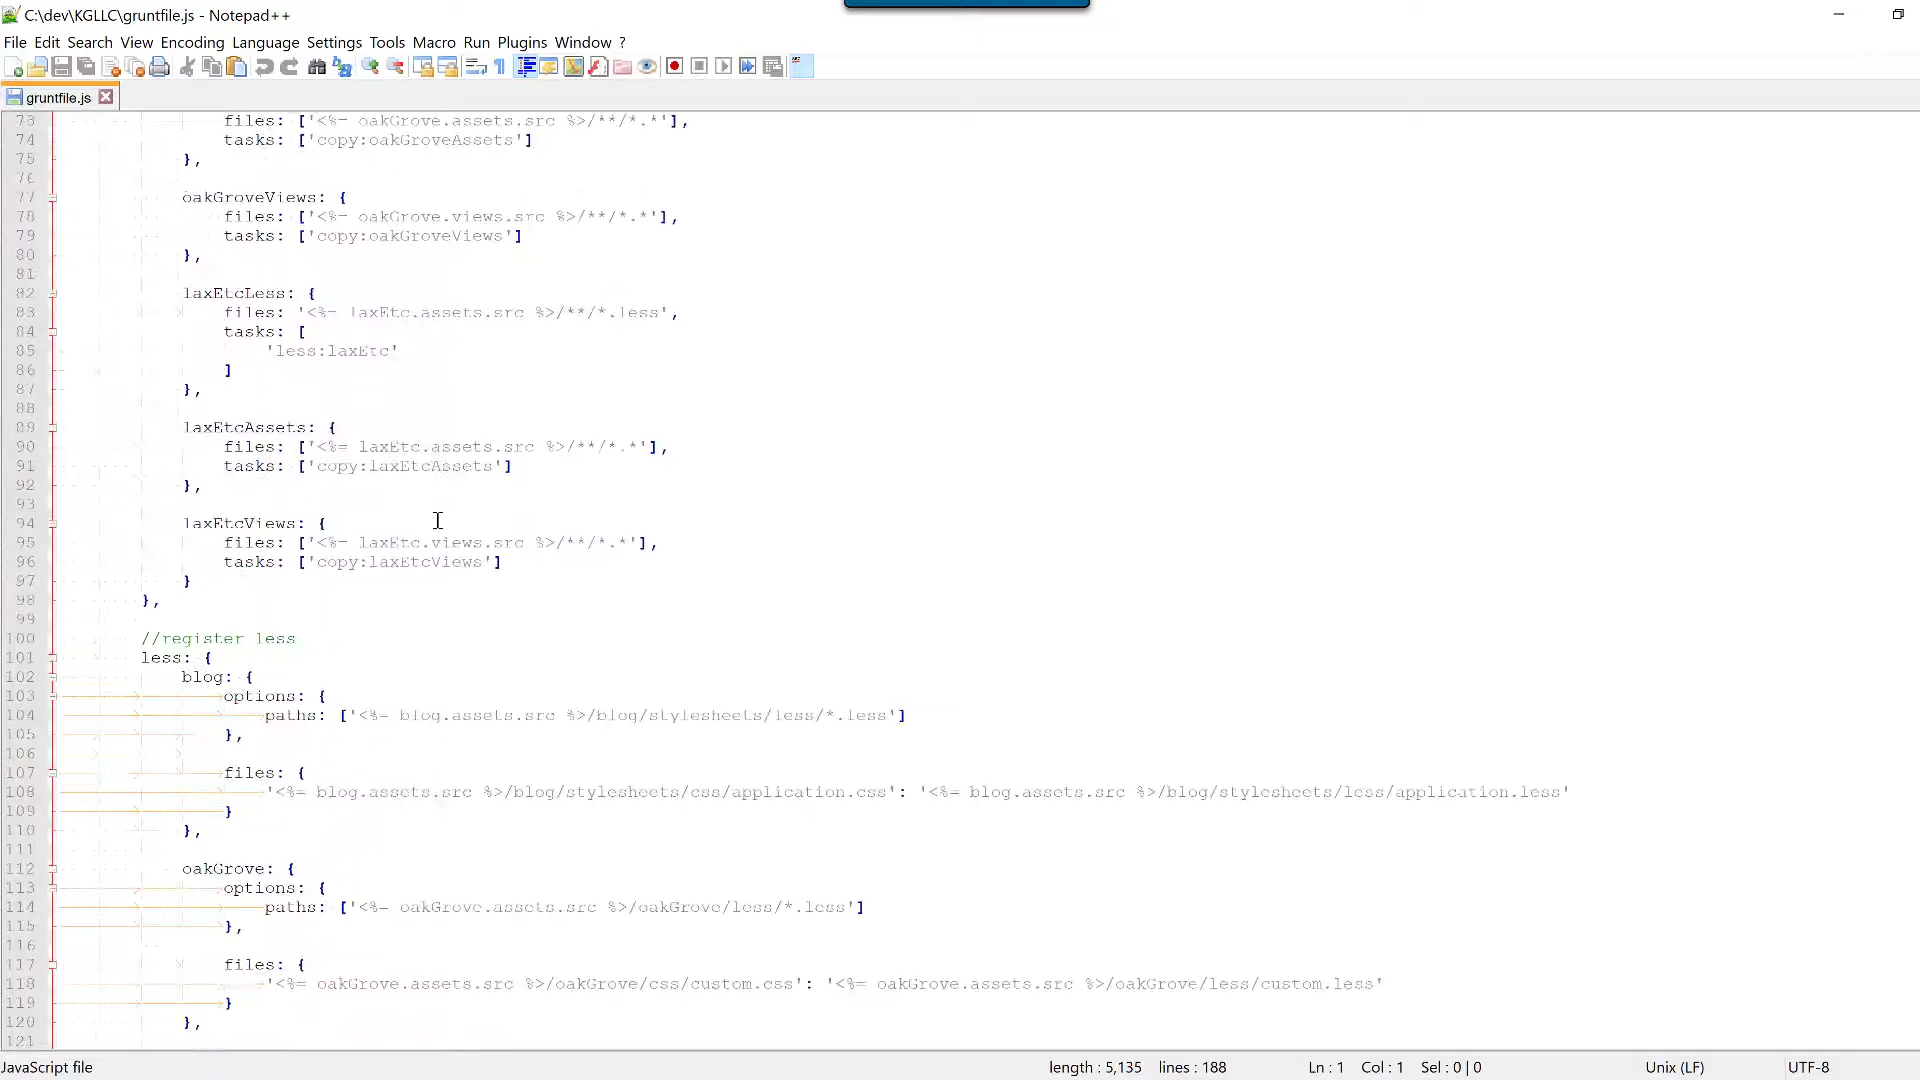 C:\dev\KGLLC\gruntfile.js - Notepad++
File Edit Search View Encoding Language Settings Tools Macro Run Plugins Window ?
gruntfile.js
73 files: ['<%= oakGrove.assets.src %>/**/*.*'],
74 tasks: ['copy:oakGroveAssets']
75 },
76
77 oakGroveViews: {
78 files: ['<%= oakGrove.views.src %>/**/*.*'],
79 tasks: ['copy:oakGroveViews']
80 },
81
82 laxEtcLess: {
83 files: '<%= laxEtc.assets.src %>/**/*.less',
84 tasks: [
85 'less:laxEtc'
86 ]
87 },
88
89 laxEtcAssets: {
90 files: ['<%= laxEtc.assets.src %>/**/*.*'],
91 tasks: ['copy:laxEtcAssets']
92 },
93
94 laxEtcViews: {
95 files: ['<%= laxEtc.views.src %>/**/*.*'],
96 tasks: ['copy:laxEtcViews']
97 }
98 },
99
100 //register less
101 less: {
102 blog: {
103 options: {
104 paths: ['<%= blog.assets.src %>/blog/stylesheets/less/*.less']
105 },
106
107 files: {
108 '<%= blog.assets.src %>/blog/stylesheets/css/application.css': '<%= blog.assets.src %>/blog/stylesheets/less/application.less'
109 }
110 },
111
112 oakGrove: {
113 options: {
114 paths: ['<%= oakGrove.assets.src %>/oakGrove/less/*.less']
115 },
116
117 files: {
118 '<%= oakGrove.assets.src %>/oakGrove/css/custom.css': '<%= oakGrove.assets.src %>/oakGrove/less/custom.less'
119 }
120 },
121
JavaScript file length : 5,135 lines : 188 Ln : 1 Col : 1 Sel : 0 | 0 Unix (LF) UTF-8